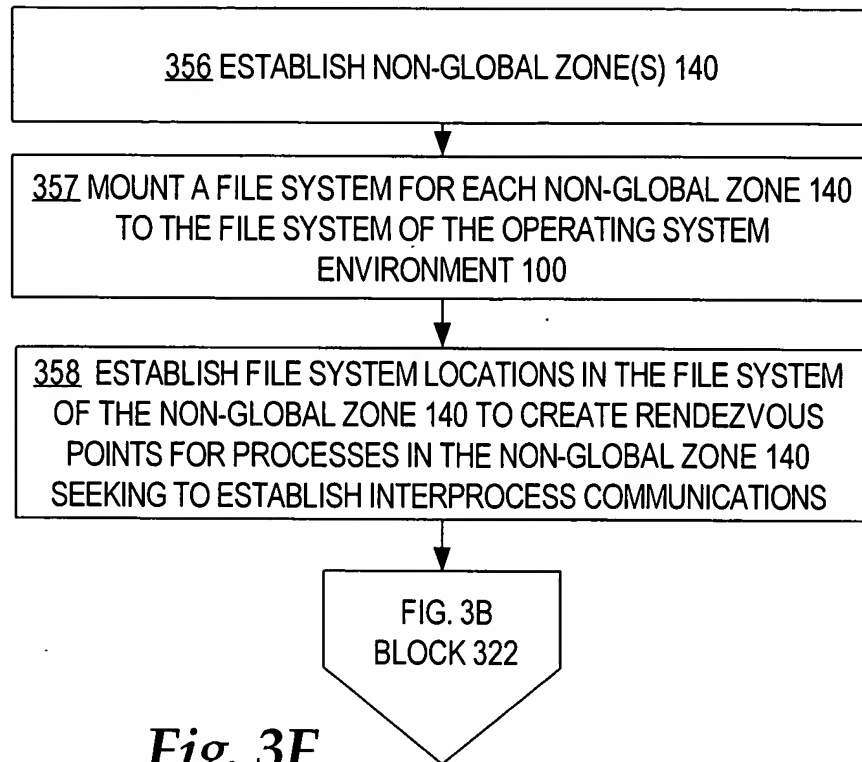 356 ESTABLISH NON-GLOBAL ZONE(S) 140
357 MOUNT A FILE SYSTEM FOR EACH NON-GLOBAL ZONE 140
TO THE FILE SYSTEM OF THE OPERATING SYSTEM
ENVIRONMENT 100
358 ESTABLISH FILE SYSTEM LOCATIONS IN THE FILE SYSTEM
OF THE NON-GLOBAL ZONE 140 TO CREATE RENDEZVOUS
POINTS FOR PROCESSES IN THE NON-GLOBAL ZONE 140
SEEKING TO ESTABLISH INTERPROCESS COMMUNICATIONS
FIG. 3B
BLOCK 322
Fig. 3F